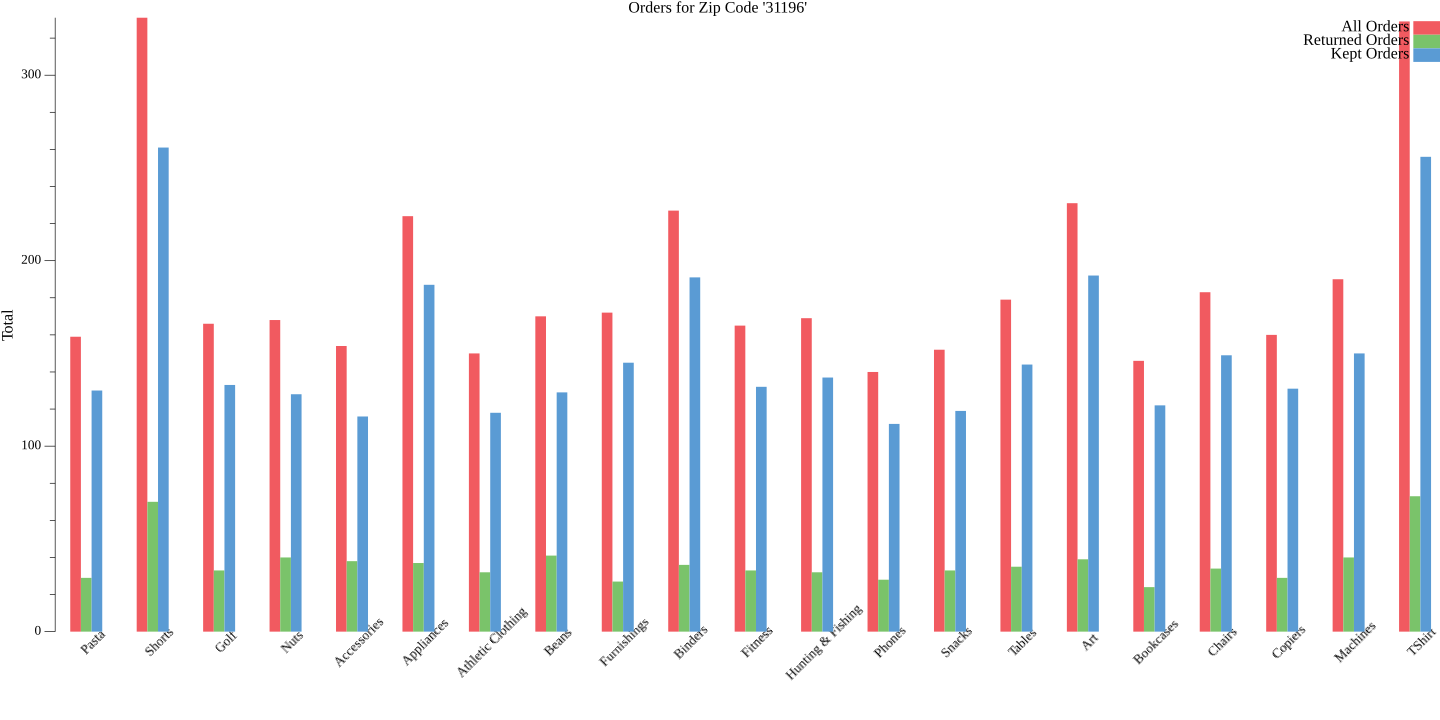 Orders for Zip Code '31196'
All Orders
Returned Orders
Kept Orders
Total
300
200
100
0
Pasta
Shorts
Golf
Nuts
Accessories
Appliances
Athletic Clothing
Beans
Furnishings
Binders
Fitness
Hunting & Fishing
Phones
Snacks
Tables
Art
Bookcases
Chairs
Copiers
Machines
TShirt